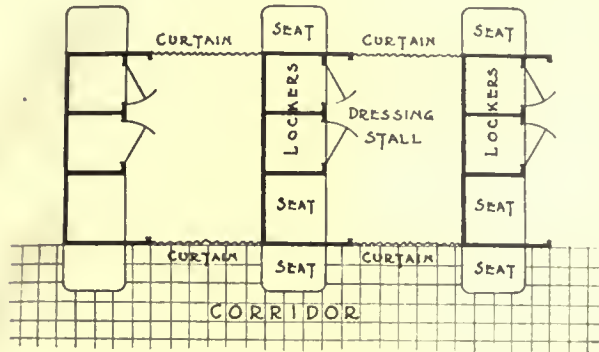 SEAT
SEAT
CURTAIN
CURTAIN
LOCKERS
LOCKERS
DRESSING
STALL
SEAT
SEAT
CURTAIN
SEAT
CURTAIN
SEAT
CORRIDOR